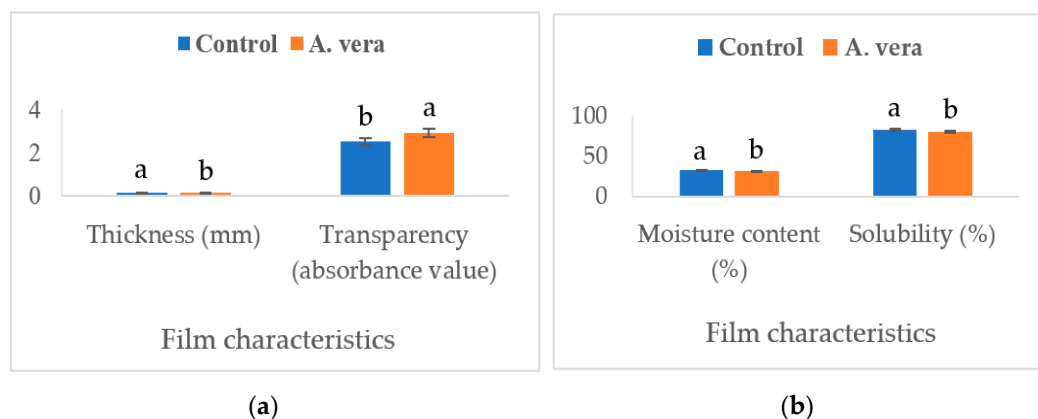 Control A. vera
4
2
0
a b
b a
Thickness (mm)
Transparency
(absorbance value)
Film characteristics
(a)
Control A. vera
100
50
0
a b
a b
Moisture content
(%)
Solubility (%)
Film characteristics
(b)